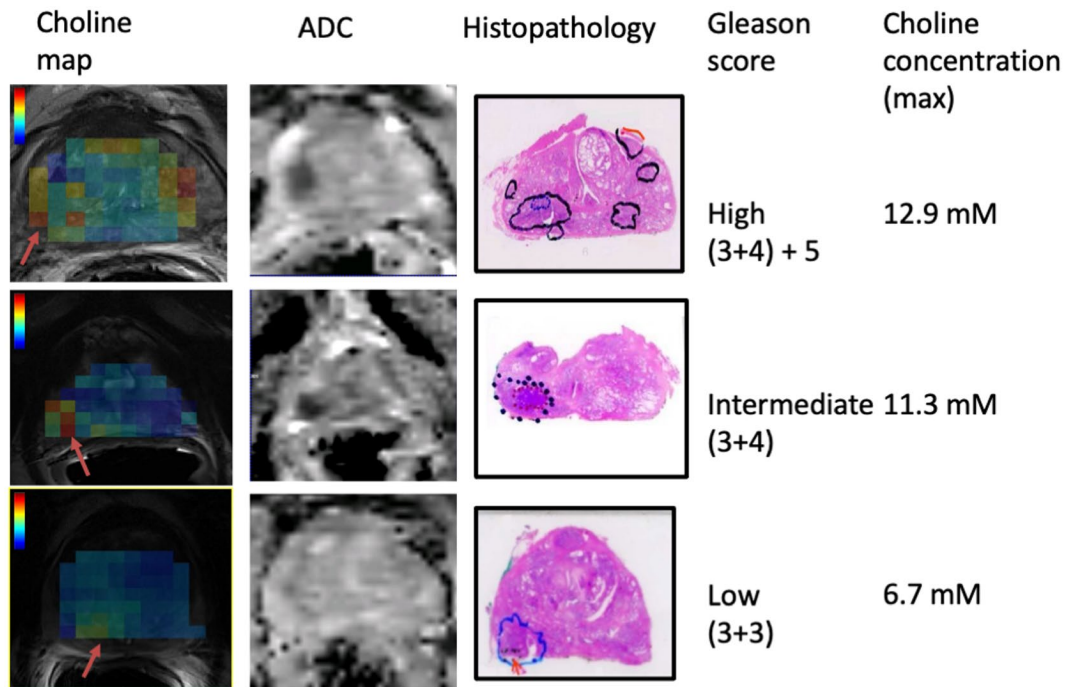 Choline
map
ADC
Histopathology
Gleason
score
Choline
concentration
(max)
High
(3+4) + 5
12.9 mM
Intermediate
(3+4)
11.3 mM
Low
(3+3)
6.7 mM